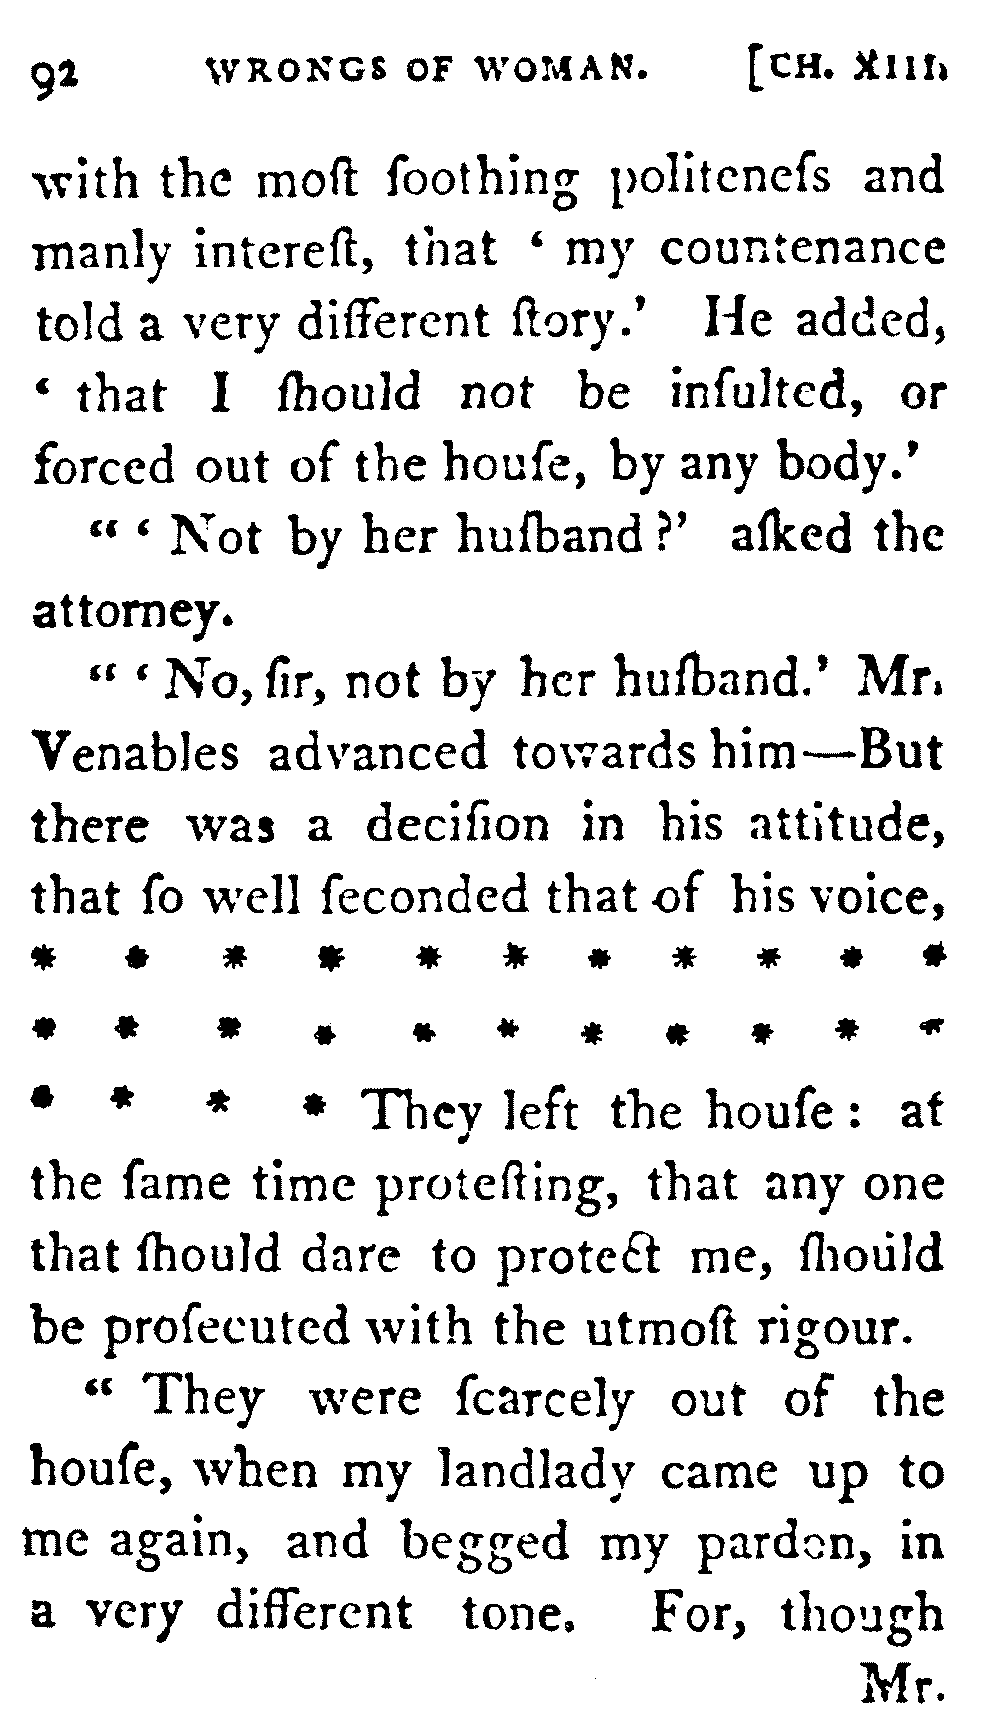 92 WRONGS OF WOMAN. [CH. XIII.
with the moſt ſoothing politeneſs and
manly intereſt, that ‘ my countenance
told a very different ſtory.’ He added,
‘ that I ſhould not be inſulted, or
forced out of the houſe, by any body.’
“ ‘ Not by her huſband ?’ aſked the
attorney.
“ ‘ No, ſir, not by her huſband.’ Mr.
Venables advanced towards him—But
there was a deciſion in his attitude,
that ſo well ſeconded that of his voice,
* * * * * * * * * * *
* * * * * * * * * * *
* * * * They left the houſe : at
the ſame time proteſting, that any one
that ſhould dare to protect me, ſhould
be proſecuted with the utmoſt rigour.
“ They were ſcarcely out of the
houſe, when my landlady came up to
me again, and begged my pardon, in
a very different tone. For, though
Mr.